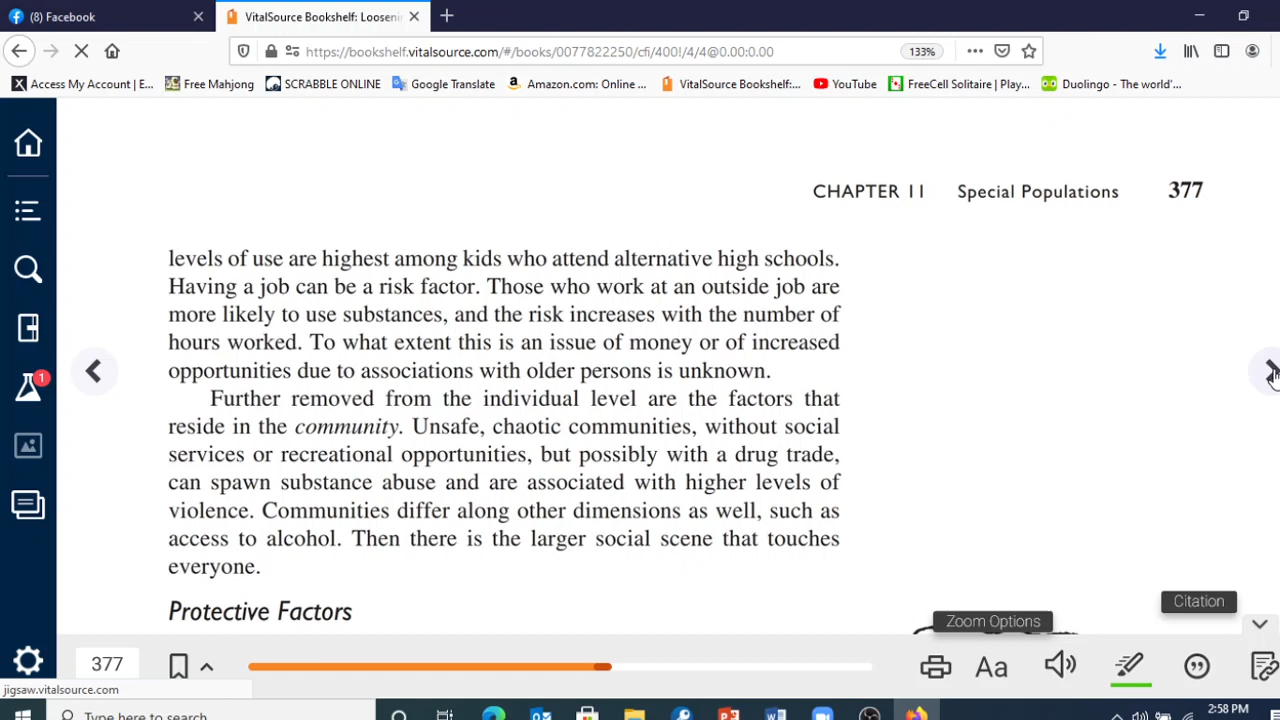 (8) Facebook
VitalSource Bookshelf: Loosenin
https://bookshelf.vitalsource.com/#/books/0077822250/cfi/400!/4/4@0.00:0.00
133%
Access My Account | E...
Free Mahjong
SCRABBLE ONLINE
Google Translate
Amazon.com: Online ...
VitalSource Bookshelf:...
YouTube
FreeCell Solitaire | Play...
Duolingo - The world'...
CHAPTER 11 Special Populations 377
levels of use are highest among kids who attend alternative high schools.
Having a job can be a risk factor. Those who work at an outside job are
more likely to use substances, and the risk increases with the number of
hours worked. To what extent this is an issue of money or of increased
opportunities due to associations with older persons is unknown.
Further removed from the individual level are the factors that
reside in the community. Unsafe, chaotic communities, without social
services or recreational opportunities, but possibly with a drug trade,
can spawn substance abuse and are associated with higher levels of
violence. Communities differ along other dimensions as well, such as
access to alcohol. Then there is the larger social scene that touches
everyone.
Protective Factors
1
Citation
Zoom Options
377
Aa
jigsaw.vitalsource.com
Type here to search
2:58 PM